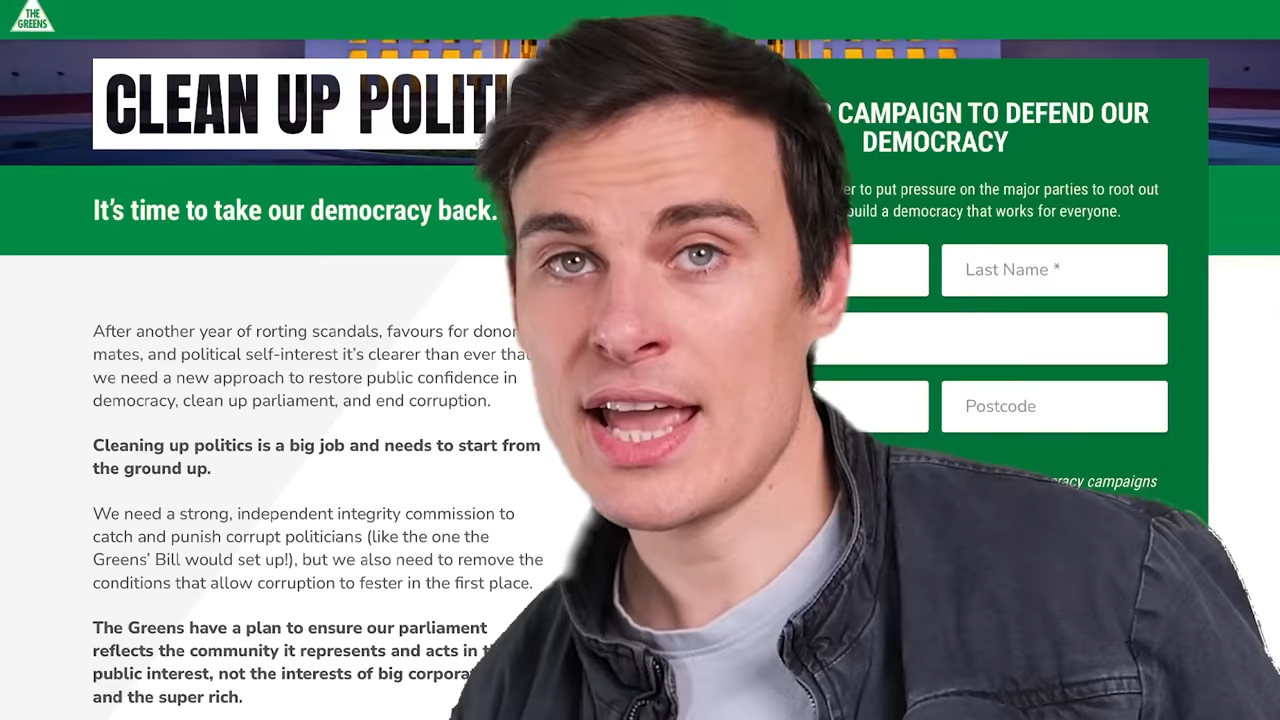 THE
GREENS
CLEAN UP POLITI
It's time to take our democracy back.
After another year of rorting scandals, favours for donor
mates, and political self-interest it's clearer than ever tha
we need a new approach to restore public confidence in
democracy, clean up parliament, and end corruption.
Cleaning up politics is a big job and needs to start from
the ground up.
We need a strong, independent integrity commission to
catch and punish corrupt politicians (like the one the
Greens' Bill would set up!), but we also need to remove the
conditions that allow corruption to fester in the first place.
The Greens have a plan to ensure our parliament
reflects the community it represents and acts in
public interest, not the interests of big corpora
and the super rich.
CAMPAIGN TO DEFEND OUR
DEMOCRACY
er to put pressure on the major parties to root out
build a democracy that works for everyone.
Last Name *
Postcode
cracy campaigns